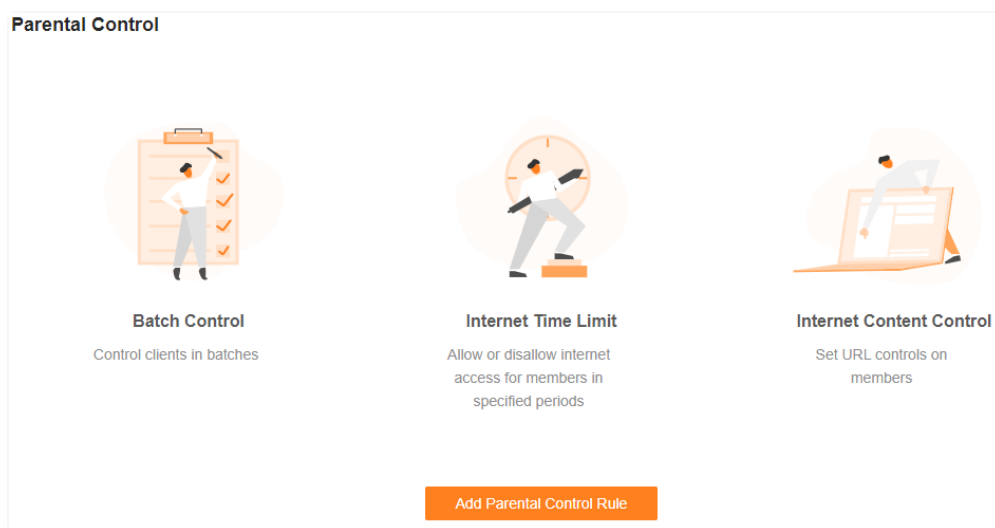 Parental Control
Batch Control
Control clients in batches
Internet Time Limit
Allow or disallow internet
access for members in
specified periods
Internet Content Control
Set URL controls on
members
Add Parental Control Rule